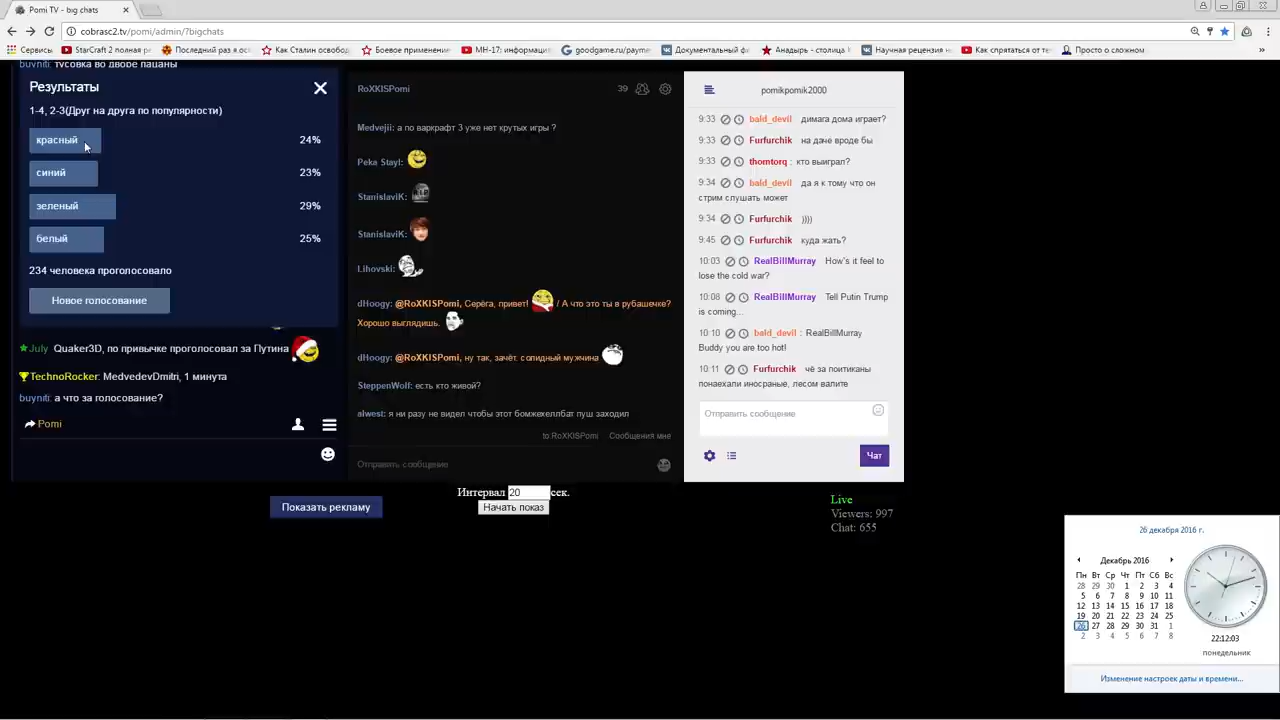 Pomi TV – big chats
cobrasc2.tv/pomi/admin/?bigchats
Сервисы
StarCraft 2 полная р
Последний раз я.ос
Как Сталин освобод
Боевое применение
МН-17: информаци
goodgame.ru/payme
Документальный ф
Анадырь - столица
Научная рецензия н
Как спрятаться от те
Просто о сложном
buyniti: тусовка во дворе пацаны
Результаты
1-4, 2-3(Друг на друга по популярности)
красный 24%
синий 23%
зеленый 29%
белый 25%
234 человека проголосовало
Новое голосование
July Quaker3D, по привычке проголосовал за Путина
TechnoRocker: MedvedevDmitri, 1 минута
buyniti: а что за голосование?
Pomi
RoXKISPomi 39
Medvejii: а по варкрафт 3 уже нет крутых игры ?
Peka Stayl:
StanislaviK:
StanislaviK:
Lihovski:
dHoogy: @RoXKISPomi, Серёга, привет! / А что это ты в рубашечке?
Хорошо выглядишь.
dHoogy: @RoXKISPomi, ну так, зачёт. солидный мужчина
SteppenWolf: есть кто живой?
alwest: я ни разу не видел чтобы этот бомжехеллбат пуш заходил
to RoXKISPomi Сообщения мне
Отправить сообщение
pomikpomik2000
9:33 bald_devil димага дома играет?
9:33 Furfurchik на даче вроде бы
9:33 thorntorq : кто выиграл?
9:34 bald_devil да я к тому что он
стрим слушать может
9:34 Furfurchik ))))
9:45 Furfurchik куда жать?
10:03 RealBillMurray How's it feel to
lose the cold war?
10:08 RealBillMurray Tell Putin Trump
is coming...
10:10 bald_devil : RealBillMurray
Buddy you are too hot!
10:11 Furfurchik чё за поитиканы
понаехали иносраные, лесом валите
Отправить сообщение
Чат
Показать рекламу
Интервал 20 сек.
Начать показ
Live
Viewers: 997
Chat: 655
26 декабря 2016 г.
Декабрь 2016
Пн Вт Ср Чт Пт Сб Вс
28 29 30 1 2 3 4
5 6 7 8 9 10 11
12 13 14 15 16 17 18
19 20 21 22 23 24 25
26 27 28 29 30 31 1
2 3 4 5 6 7 8
22:12:03
понедельник
Изменение настроек даты и времени...